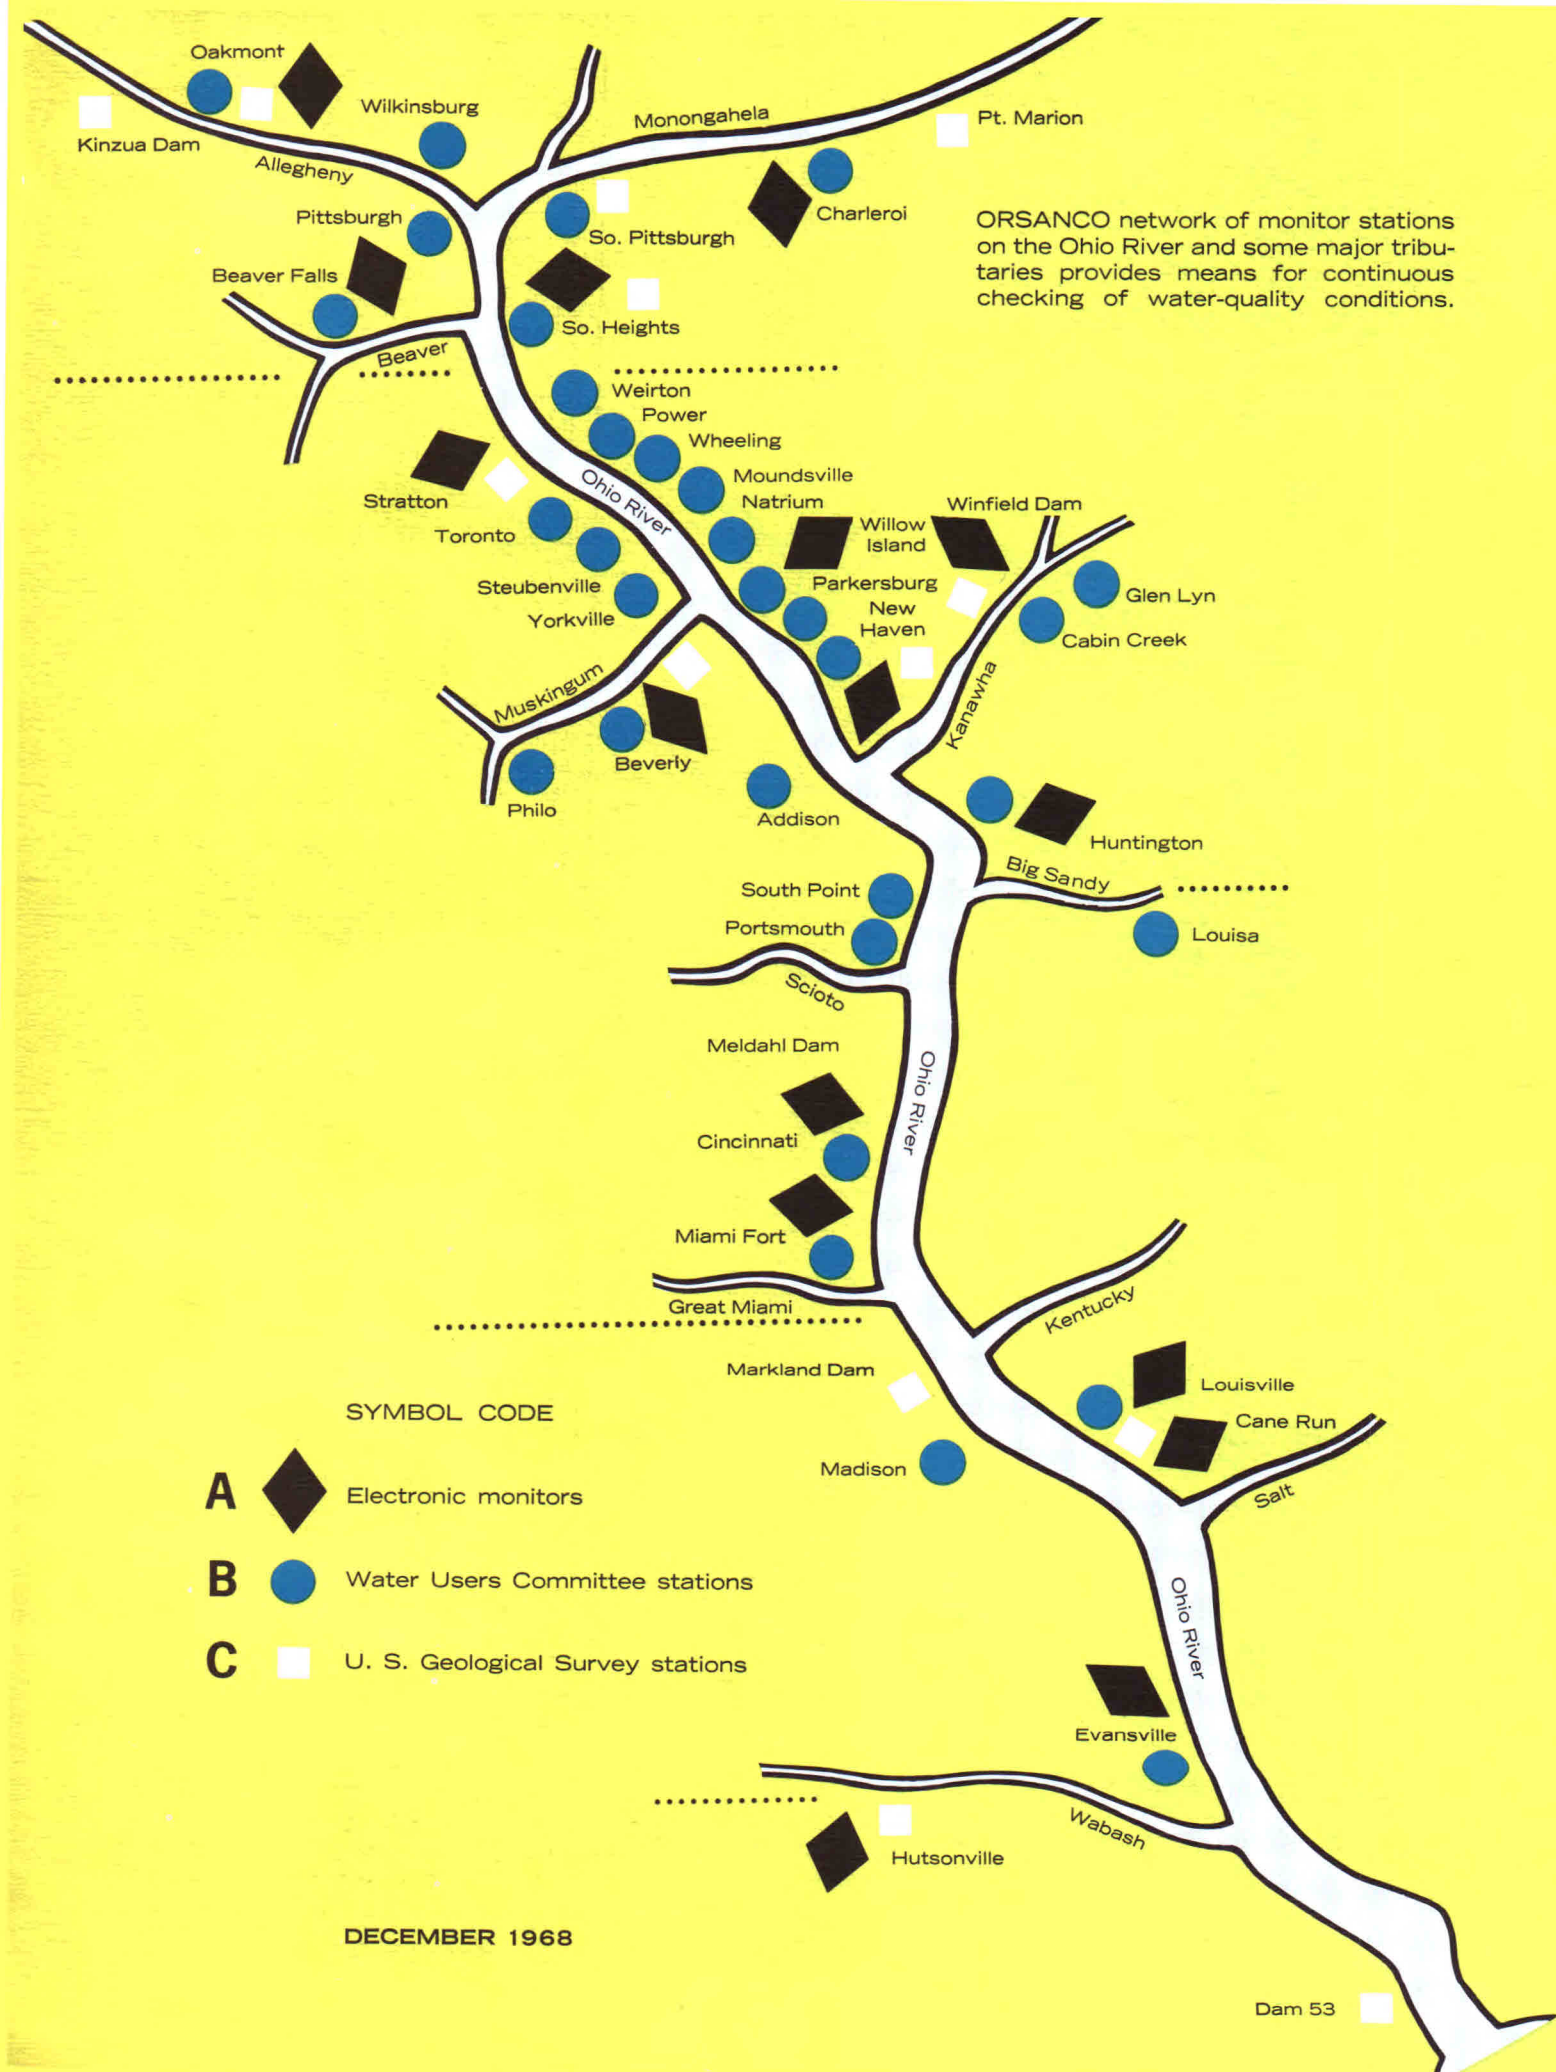 Oakmont
Wilkinsburg
Monongahela
Pt. Marion
Kinzua Dam
Allegheny
Pittsburgh
So. Pittsburgh
Charleroi
ORSANCO network of monitor stations
on the Ohio River and some major tribu-
taries provides means for continuous
checking of water-quality conditions.
Beaver Falls
So. Heights
Beaver
Weirton
Power
Wheeling
Moundsville
Natrium
Ohio River
Stratton
Toronto
Steubenville
Yorkville
Willow
Island
Winfield Dam
Parkersburg
New
Haven
Glen Lyn
Cabin Creek
Kanawha
Muskingum
Beverly
Philo
Addison
Huntington
Big Sandy
South Point
Portsmouth
Louisa
Scioto
Meldahl Dam
Ohio River
Cincinnati
Miami Fort
Great Miami
Kentucky
Markland Dam
Louisville
Cane Run
Madison
Salt
SYMBOL CODE
A Electronic monitors
B Water Users Committee stations
C U. S. Geological Survey stations
Ohio River
Evansville
Wabash
Hutsonville
DECEMBER 1968
Dam 53